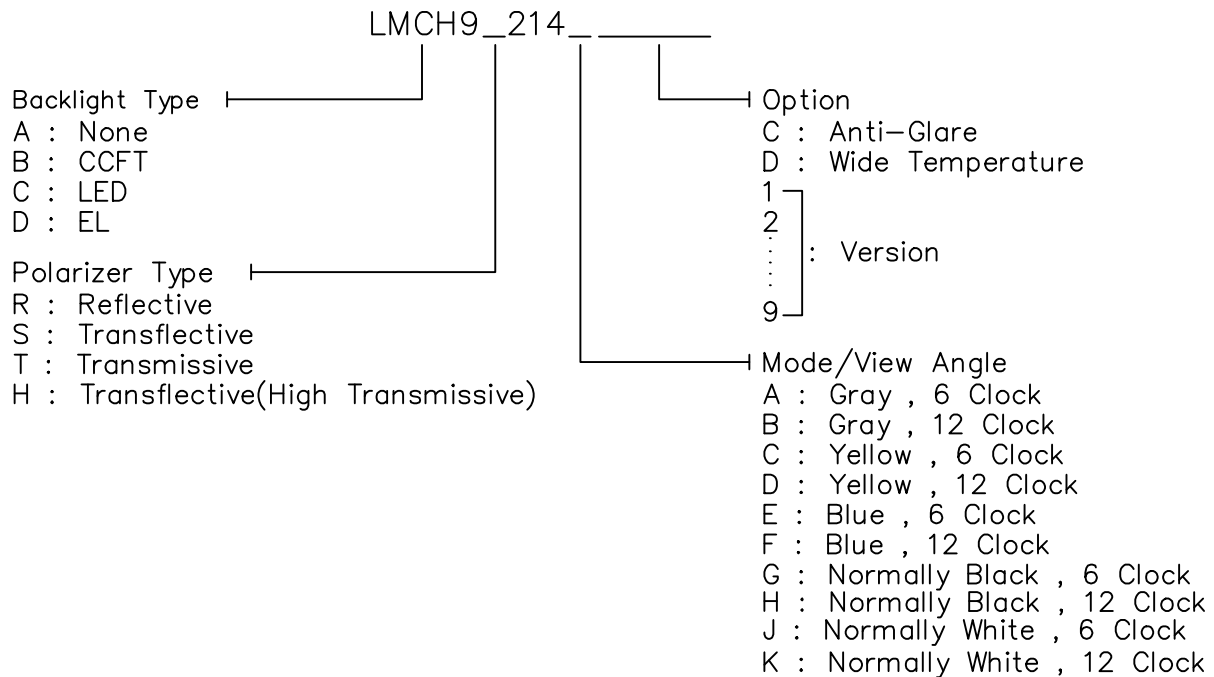 LMCH9_214_ _____
Backlight Type
A : None
B : CCFT
C : LED
D : EL
Polarizer Type
R : Reflective
S : Transflective
T : Transmissive
H : Transflective(High Transmissive)
Option
C : Anti-Glare
D : Wide Temperature
1
2
: Version
9
Mode/View Angle
A : Gray , 6 Clock
B : Gray , 12 Clock
C : Yellow , 6 Clock
D : Yellow , 12 Clock
E : Blue , 6 Clock
F : Blue , 12 Clock
G : Normally Black , 6 Clock
H : Normally Black , 12 Clock
J : Normally White , 6 Clock
K : Normally White , 12 Clock